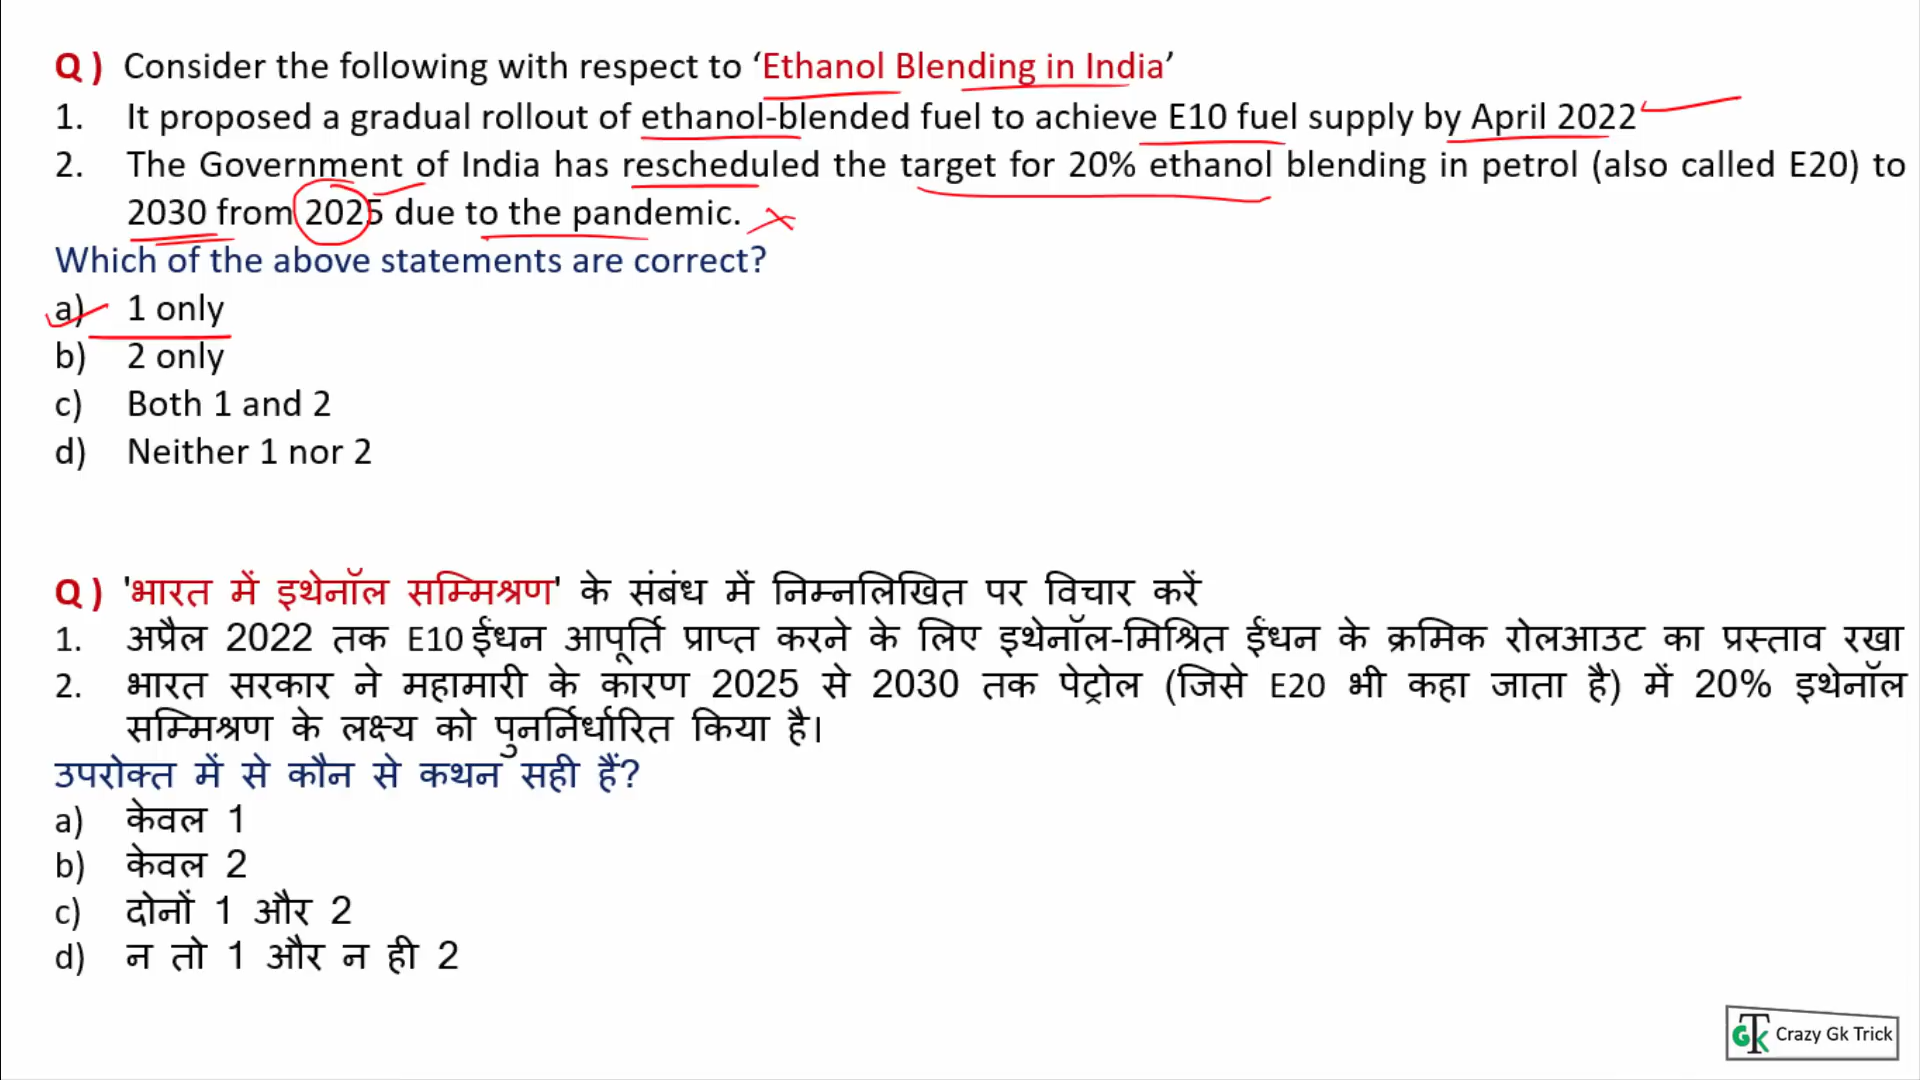 Q ) Consider the following with respect to ‘Ethanol Blending in India’
1. It proposed a gradual rollout of ethanol-blended fuel to achieve E10 fuel supply by April 2022
2. The Government of India has rescheduled the target for 20% ethanol blending in petrol (also called E20) to
2030 from 2025 due to the pandemic.
Which of the above statements are correct?
a) 1 only
b) 2 only
c) Both 1 and 2
d) Neither 1 nor 2
Q ) 'भारत में इथेनॉल सम्मिश्रण' के संबंध में निम्नलिखित पर विचार करें
1. अप्रैल 2022 तक E10 ईंधन आपूर्ति प्राप्त करने के लिए इथेनॉल-मिश्रित ईंधन के क्रमिक रोलआउट का प्रस्ताव रखा
2. भारत सरकार ने महामारी के कारण 2025 से 2030 तक पेट्रोल (जिसे E20 भी कहा जाता है) में 20% इथेनॉल
सम्मिश्रण के लक्ष्य को पुनर्निर्धारित किया है।
उपरोक्त में से कौन से कथन सही हैं?
a) केवल 1
b) केवल 2
c) दोनों 1 और 2
d) न तो 1 और न ही 2
GTK Crazy Gk Trick